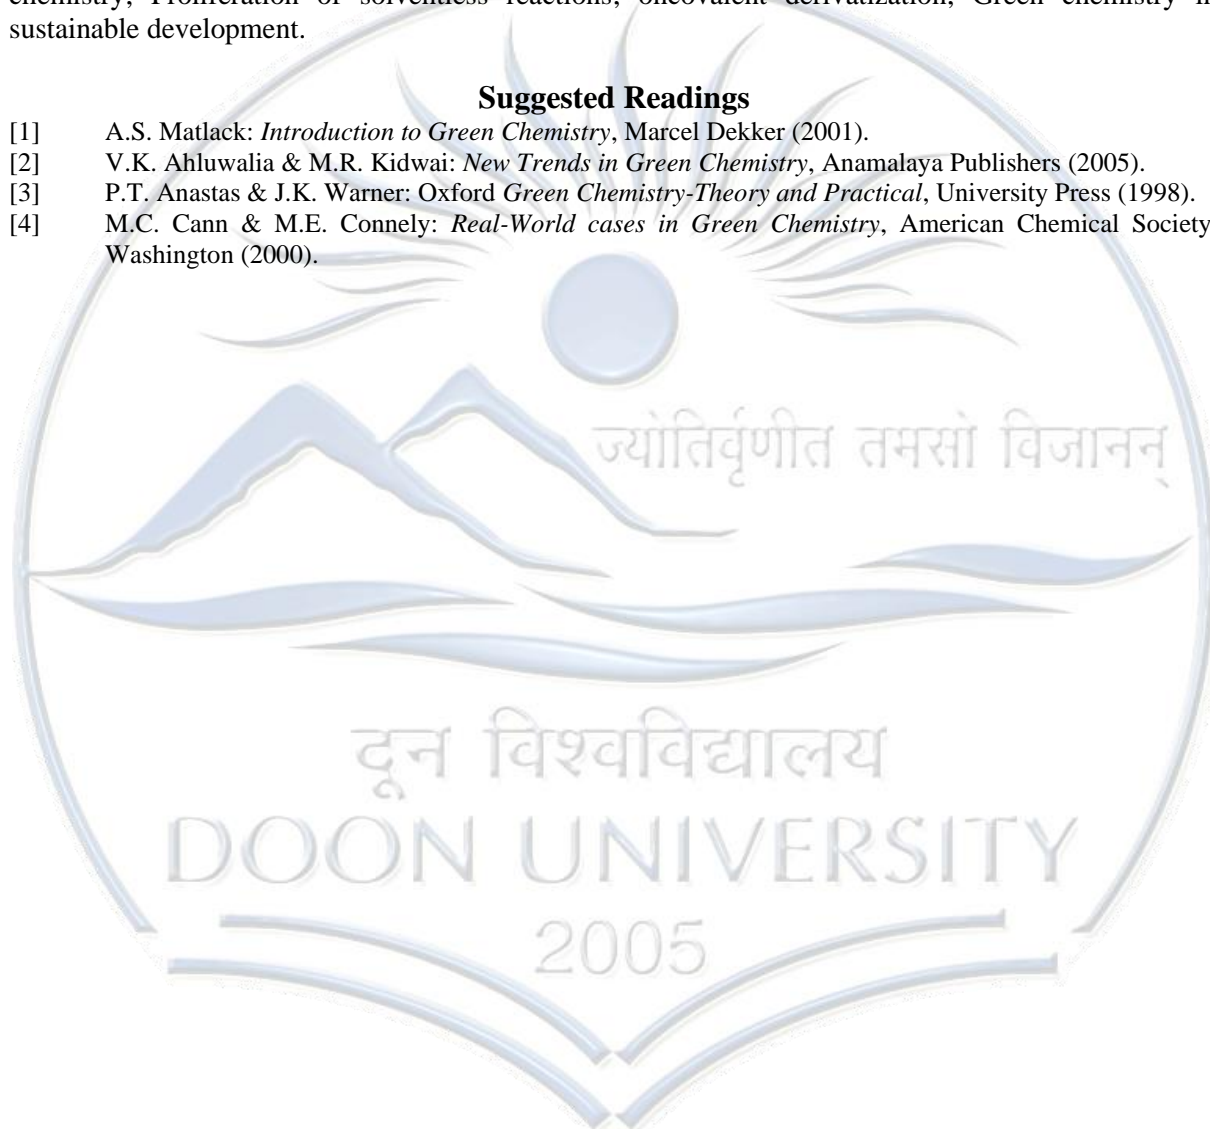 chemistry; Proliferation of solventless reactions; oncovalent derivatization; Green chemistry
sustainable development.
Suggested Readings
[1] A.S. Matlack: Introduction to Green Chemistry, Marcel Dekker (2001).
[2] V.K. Ahluwalia & M.R. Kidwai: New Trends in Green Chemistry, Anamalaya Publishers (2005).
[3] P.T. Anastas & J.K. Warner: Oxford Green Chemistry-Theory and Practical, University Press (1998).
[4] M.C. Cann & M.E. Connely: Real-World cases in Green Chemistry, American Chemical Society
Washington (2000).
ज्योतिर्वृणीत तमसो विजानन्
दून विश्वविद्यालय
DOON UNIVERSITY
2005